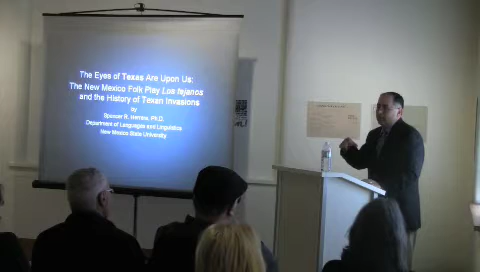 The Eyes of Texas Are Upon Us:
The New Mexico Folk Play Los tejanos
and the History of Texan Invasions
by
Spencer R. Herrera, Ph.D.
Department of Languages and Linguistics
New Mexico State University